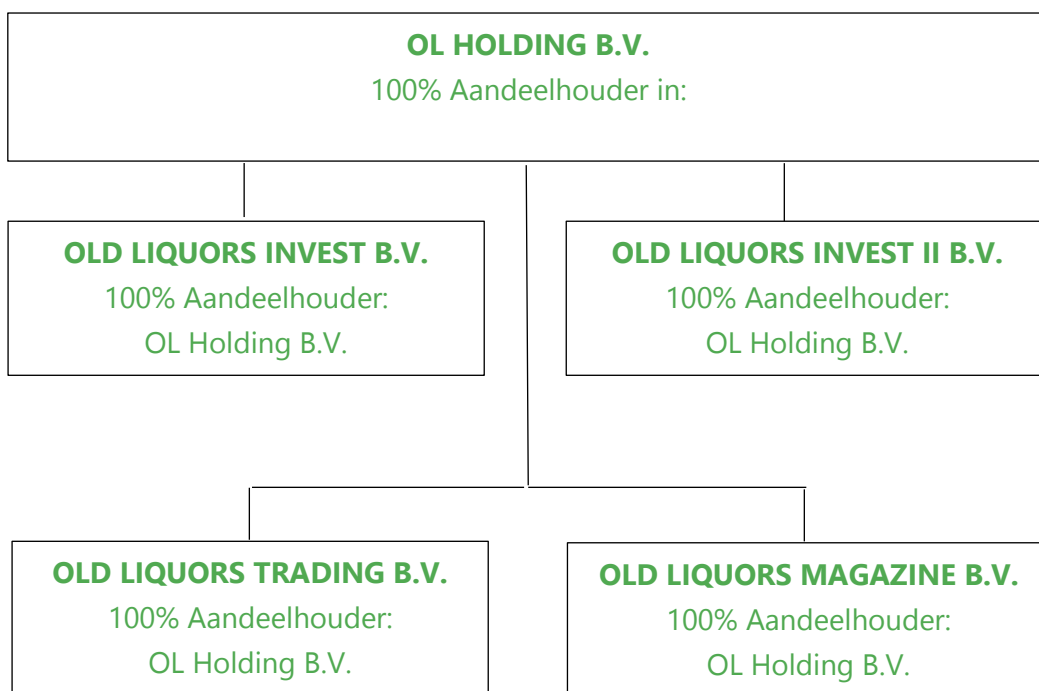 OL HOLDING B.V.
100% Aandeelhouder in:
OLD LIQUORS INVEST B.V.
100% Aandeelhouder:
OL Holding B.V.
OLD LIQUORS INVEST II B.V.
100% Aandeelhouder:
OL Holding B.V.
OLD LIQUORS TRADING B.V.
100% Aandeelhouder:
OL Holding B.V.
OLD LIQUORS MAGAZINE B.V.
100% Aandeelhouder:
OL Holding B.V.